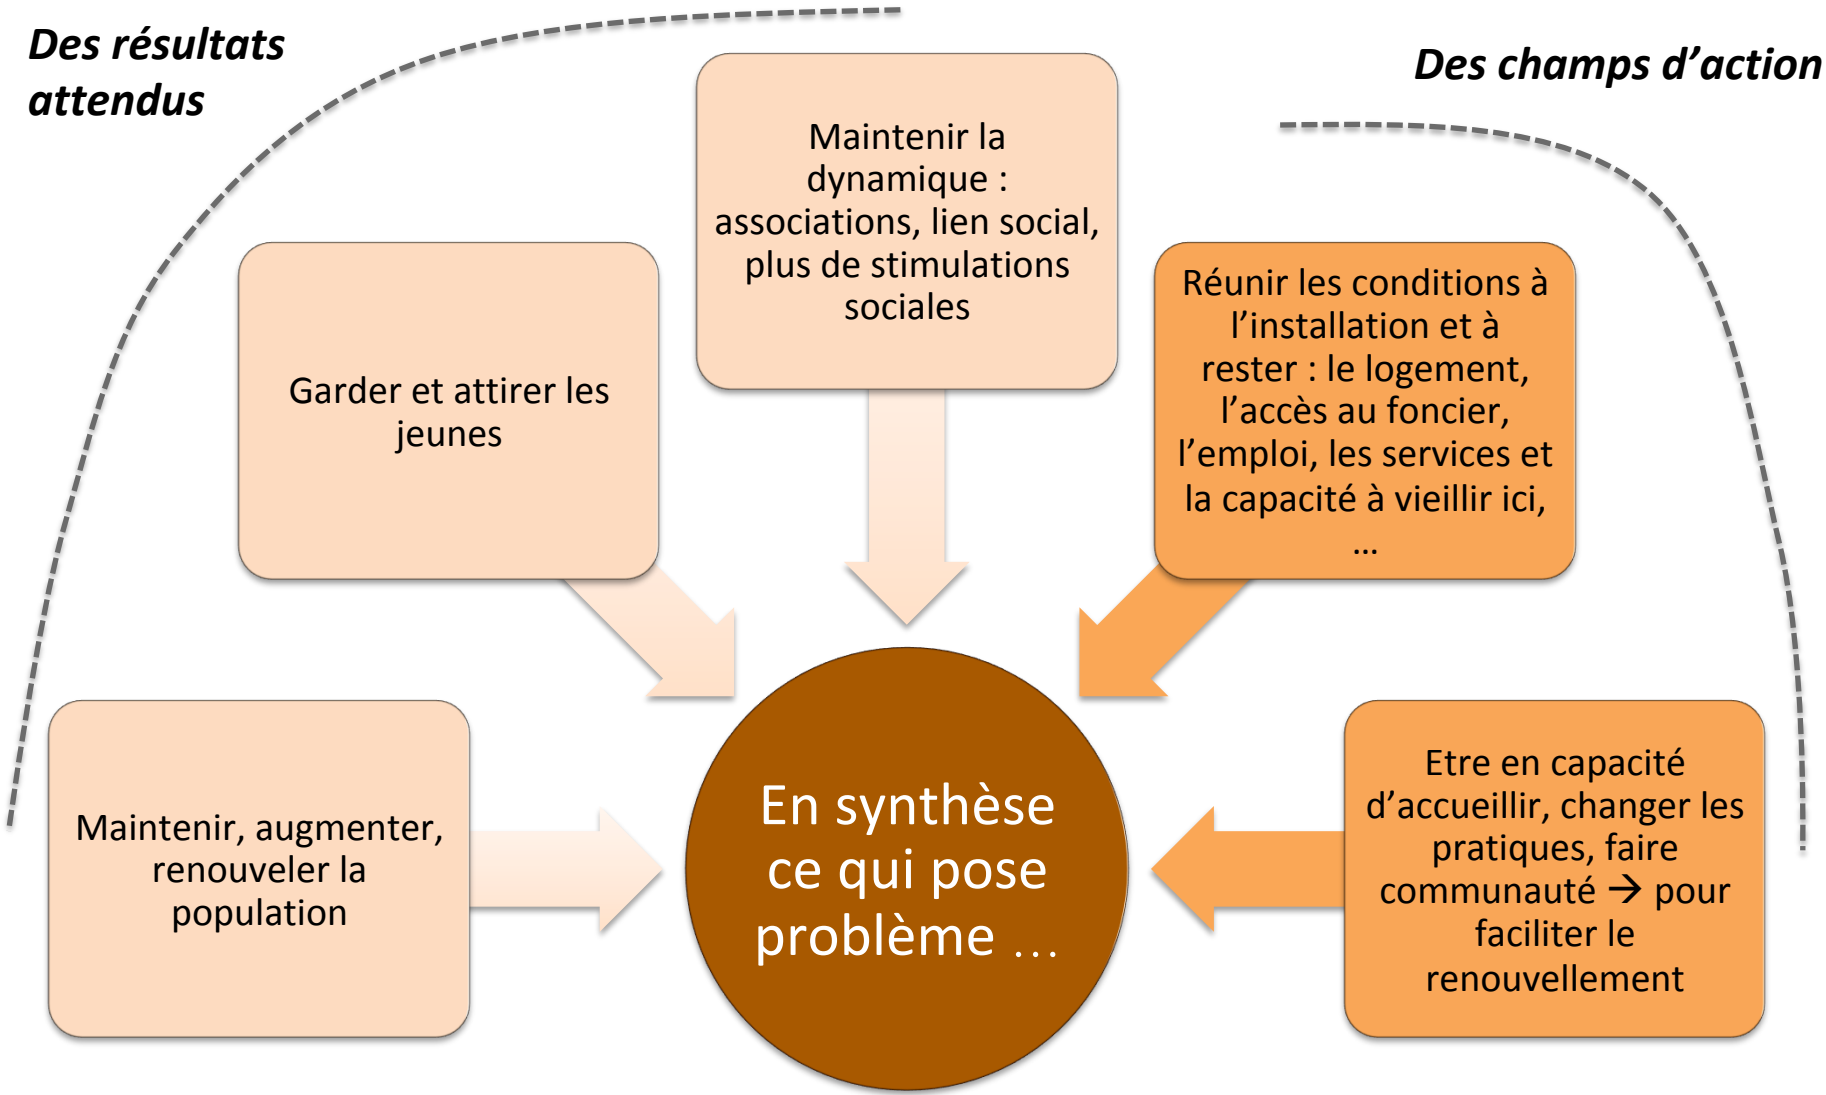 Des résultats
attendus
Des champs d’action
Maintenir la
dynamique :
associations, lien social,
plus de stimulations
sociales
Garder et attirer les
jeunes
Réunir les conditions à
l’installation et à
rester : le logement,
l’accès au foncier,
l’emploi, les services et
la capacité à vieillir ici,
…
Maintenir, augmenter,
renouveler la
population
En synthèse
ce qui pose
problème …
Etre en capacité
d’accueillir, changer les
pratiques, faire
communauté → pour
faciliter le
renouvellement